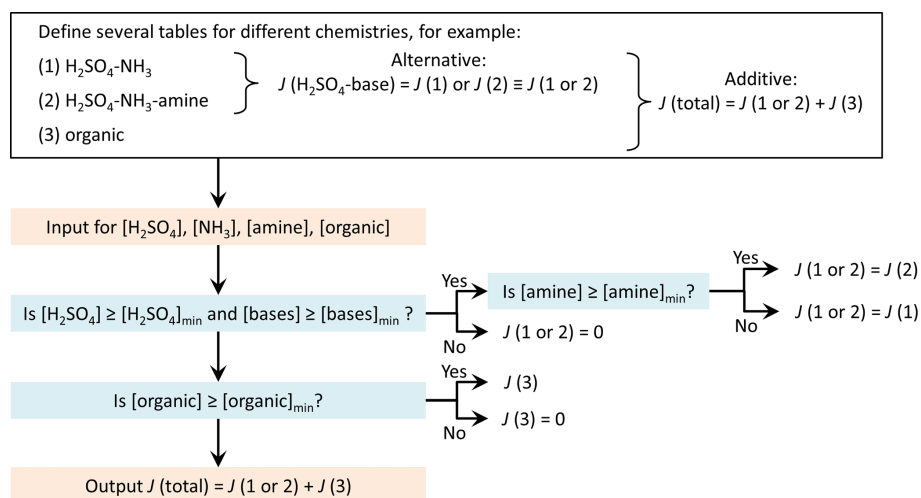 Define several tables for different chemistries, for example:
(1) H₂SO₄-NH₃
(2) H₂SO₄-NH₃-amine
(3) organic
Alternative:
J (H₂SO₄-base) = J (1) or J (2) ≡ J (1 or 2)
Additive:
J (total) = J (1 or 2) + J (3)
Input for [H₂SO₄], [NH₃], [amine], [organic]
Is [H₂SO₄] ≥ [H₂SO₄]min and [bases] ≥ [bases]min ?
Yes
Is [amine] ≥ [amine]min?
Yes
J (1 or 2) = J (2)
No
J (1 or 2) = J (1)
No
J (1 or 2) = 0
Is [organic] ≥ [organic]min?
Yes
J (3)
No
J (3) = 0
Output J (total) = J (1 or 2) + J (3)